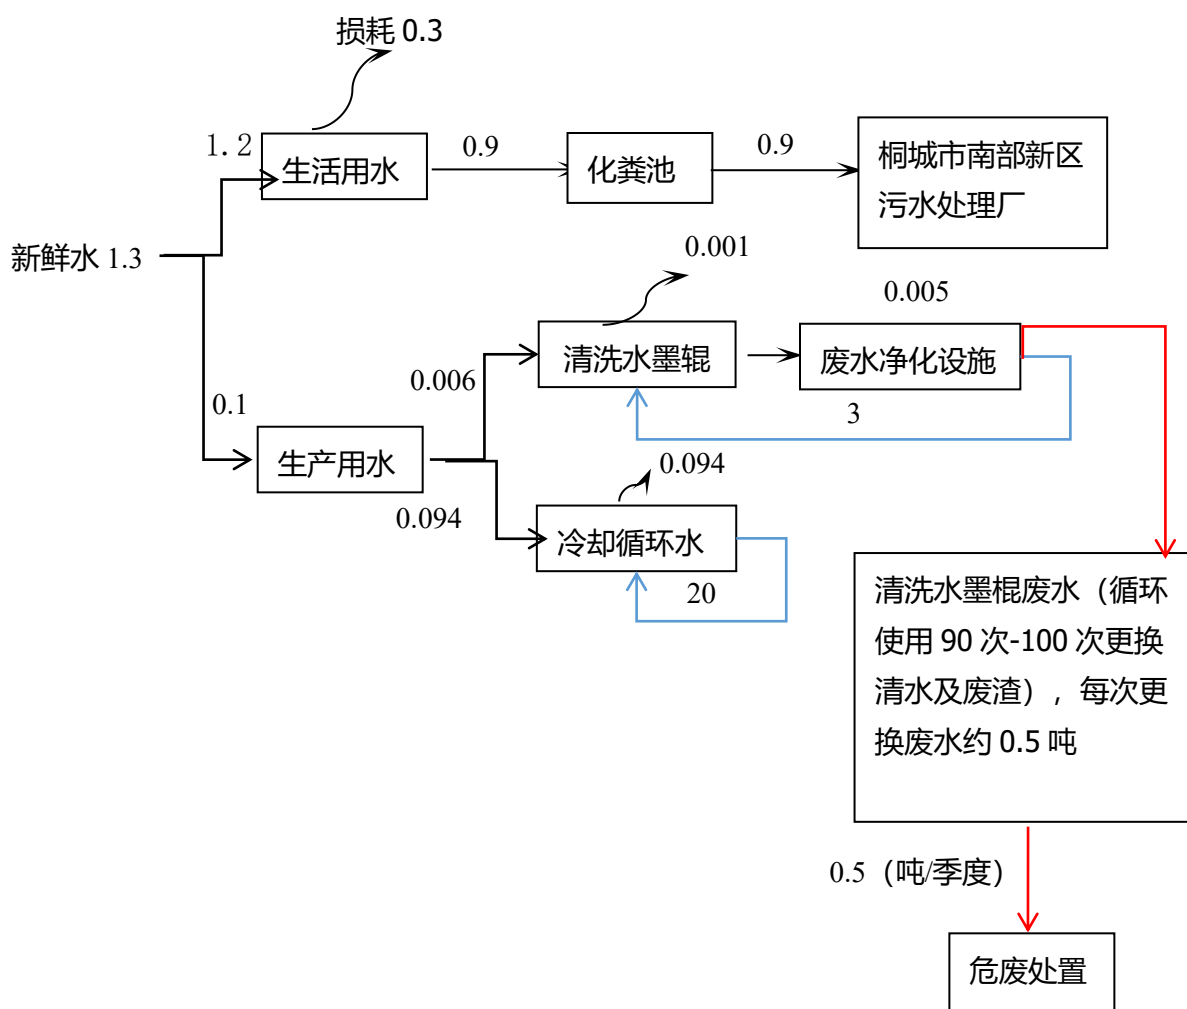 损耗 0.3
1.2
生活用水
0.9
化粪池
0.9
桐城市南部新区
污水处理厂
新鲜水 1.3
0.001
0.005
清洗水墨辊
废水净化设施
0.006
3
0.1
生产用水
0.094
0.094
冷却循环水
20
清洗水墨棍废水（循环
使用 90 次-100 次更换
清水及废渣），每次更
换废水约 0.5 吨
0.5（吨/季度）
危废处置